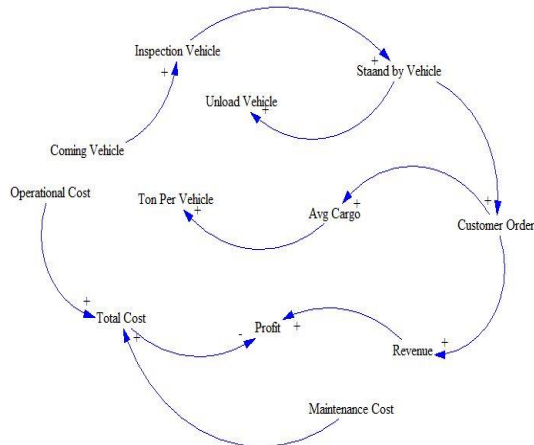 Inspection Vehicle
+
+
Staand by Vehicle
Unload Vehicle
+
Coming Vehicle
Operational Cost
Ton Per Vehicle
+
Avg Cargo
+
+
Customer Order
+
Total Cost
+
-
Profit
+
Revenue
+
Maintenance Cost